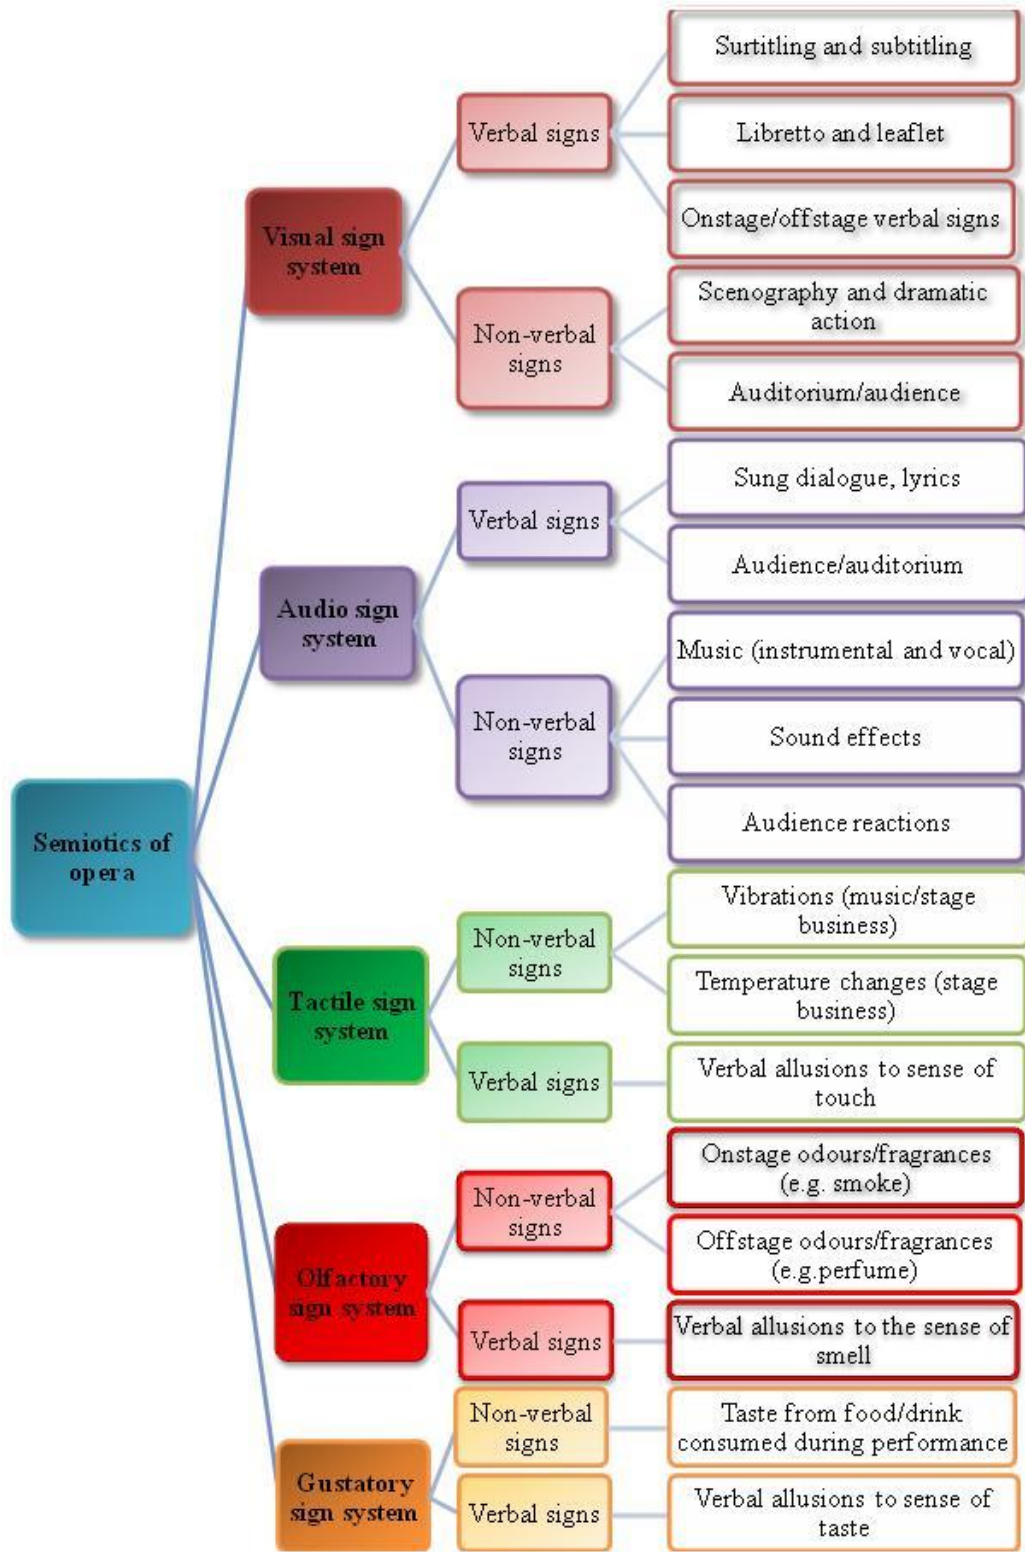 Semiotics of
opera
Visual sign
system
Verbal signs
Surtitling and subtitling
Libretto and leaflet
Onstage/offstage verbal signs
Non-verbal
signs
Scenography and dramatic
action
Auditorium/audience
Audio sign
system
Verbal signs
Sung dialogue, lyrics
Audience/auditorium
Non-verbal
signs
Music (instrumental and vocal)
Sound effects
Audience reactions
Tactile sign
system
Non-verbal
signs
Vibrations (music/stage
business)
Temperature changes (stage
business)
Verbal signs
Verbal allusions to sense of
touch
Olfactory
sign system
Non-verbal
signs
Onstage odours/fragrances
(e.g. smoke)
Offstage odours/fragrances
(e.g.perfume)
Verbal signs
Verbal allusions to the sense of
smell
Gustatory
sign system
Non-verbal
signs
Taste from food/drink
consumed during performance
Verbal signs
Verbal allusions to sense of
taste